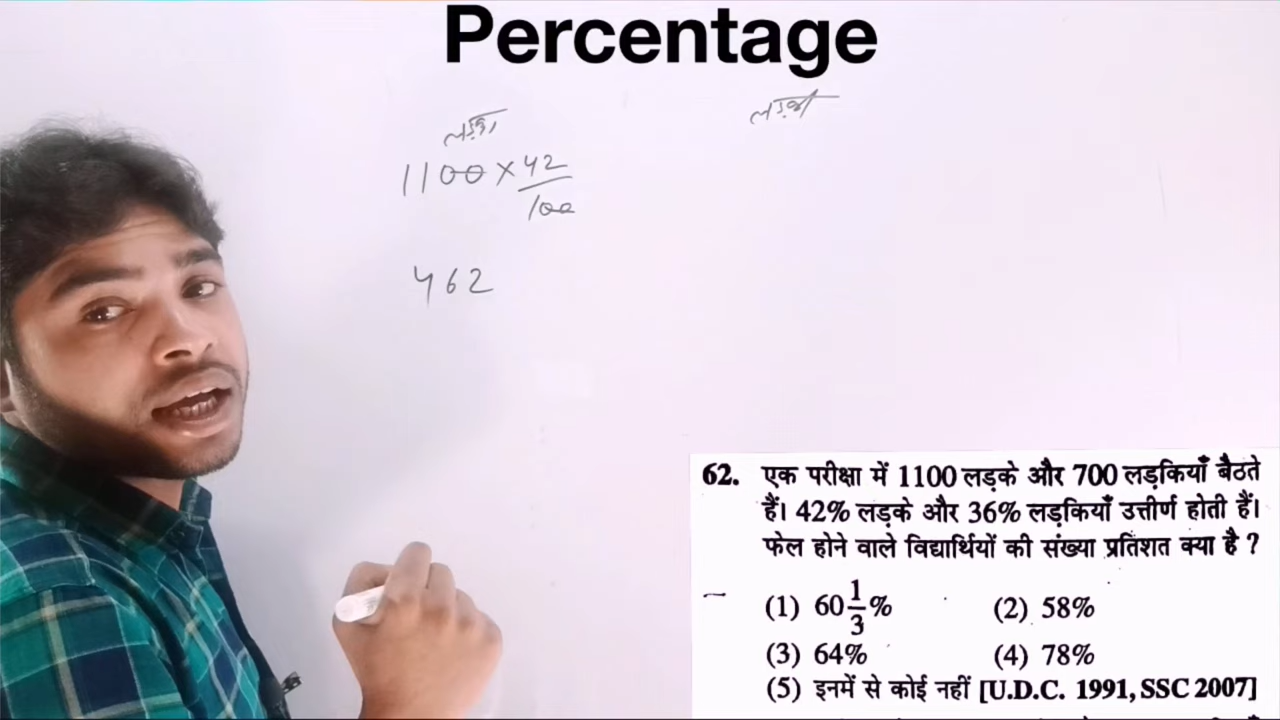 Percentage
लड़का
लड़की
1100 × 42
100
462
62. एक परीक्षा में 1100 लड़के और 700 लड़कियाँ बैठते
हैं। 42% लड़के और 36% लड़कियाँ उत्तीर्ण होती हैं।
फेल होने वाले विद्यार्थियों की संख्या प्रतिशत क्या है ?
(1) 60 1/3 % (2) 58%
(3) 64% (4) 78%
(5) इनमें से कोई नहीं [U.D.C. 1991, SSC 2007]